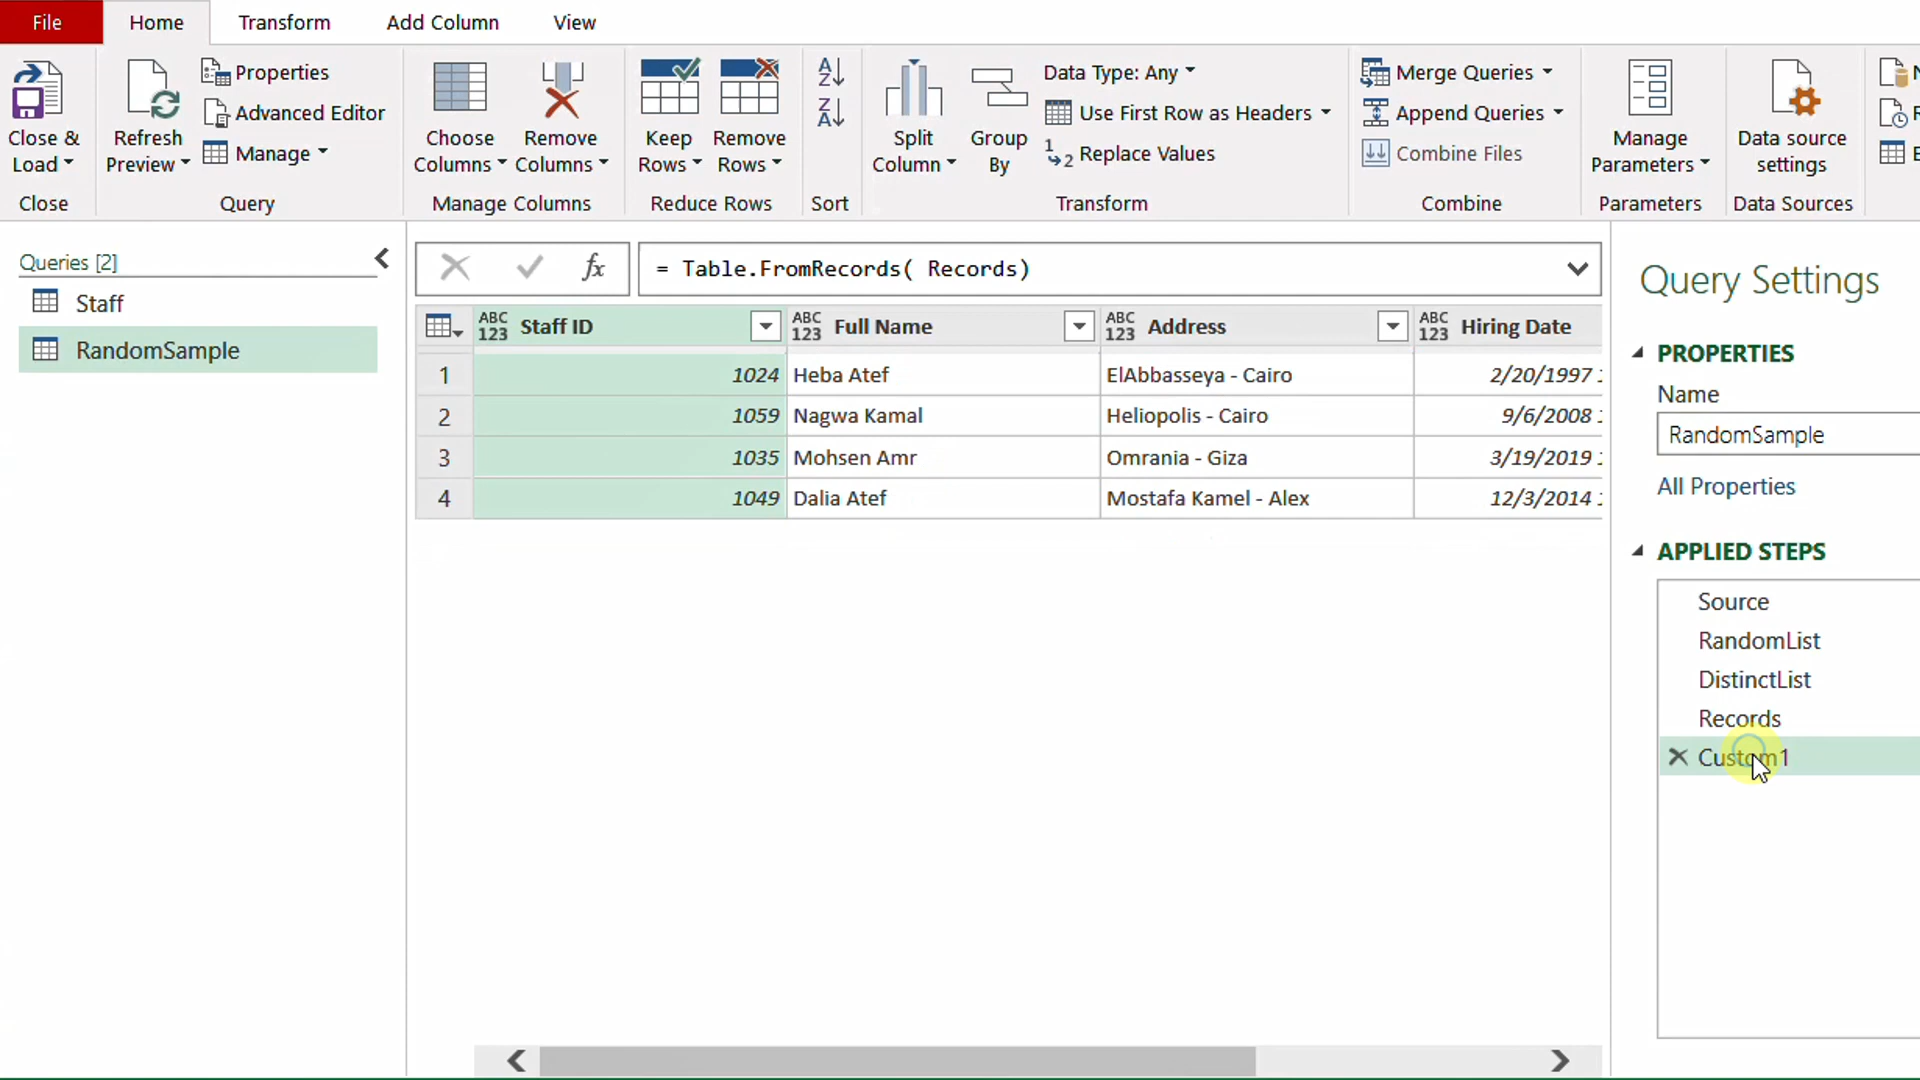 File Home Transform Add Column View
Properties
Advanced Editor
Manage
Close &
Load
Refresh
Preview
Choose
Columns
Remove
Columns
Keep
Rows
Remove
Rows
A
Z
Z
A
Split
Column
Group
By
Data Type: Any
Use First Row as Headers
1
2 Replace Values
Merge Queries
Append Queries
Combine Files
Manage
Parameters
Data source
settings
Close Query Manage Columns Reduce Rows Sort Transform Combine Parameters Data Sources
Queries [2]
Staff
RandomSample
fx = Table.FromRecords( Records)
ABC
123 Staff ID
ABC
123 Full Name
ABC
123 Address
ABC
123 Hiring Date
1 1024 Heba Atef ElAbbasseya - Cairo 2/20/1997
2 1059 Nagwa Kamal Heliopolis - Cairo 9/6/2008
3 1035 Mohsen Amr Omrania - Giza 3/19/2019
4 1049 Dalia Atef Mostafa Kamel - Alex 12/3/2014
Query Settings
PROPERTIES
Name
RandomSample
All Properties
APPLIED STEPS
Source
RandomList
DistinctList
Records
Custom1